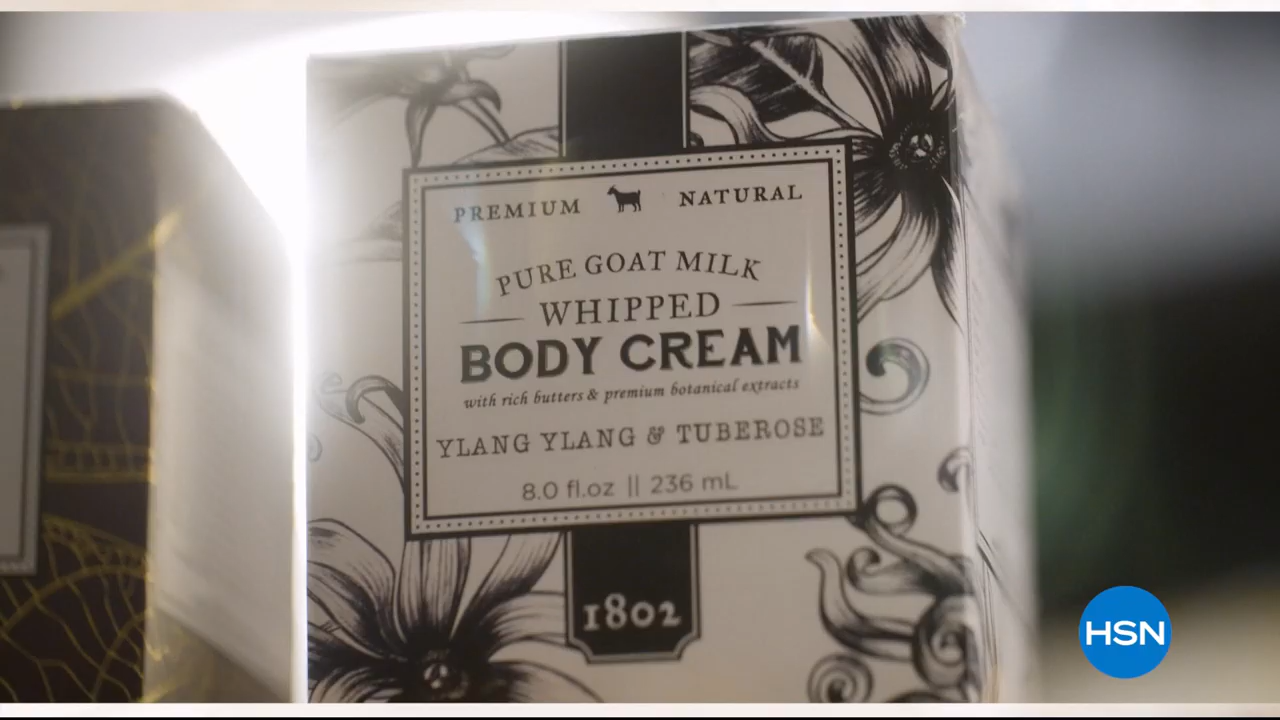 PREMIUM NATURAL
PURE GOAT MILK
WHIPPED
BODY CREAM
with rich butters & premium botanical extracts
YLANG YLANG & TUBEROSE
8.0 fl.oz || 236 mL
1802
HSN